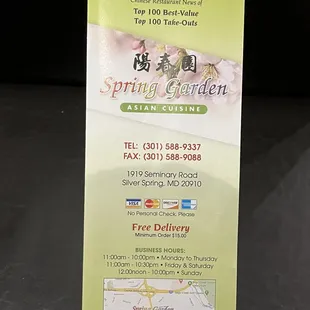 Chinese Restaurant News of
Top 100 Best-Value
Top 100 Take-Outs
陽春園
Spring Garden
ASIAN CUISINE
TEL: (301) 588-9337
FAX: (301) 588-9088
1919 Seminary Road
Silver Spring, MD 20910
VISA
No Personal Check, Please
Free Delivery
Minimum Order $15.00
BUSINESS HOURS:
11:00am - 10:00pm • Monday to Thursday
11:00am - 10:30pm • Friday & Saturday
12:00noon - 10:00pm • Sunday